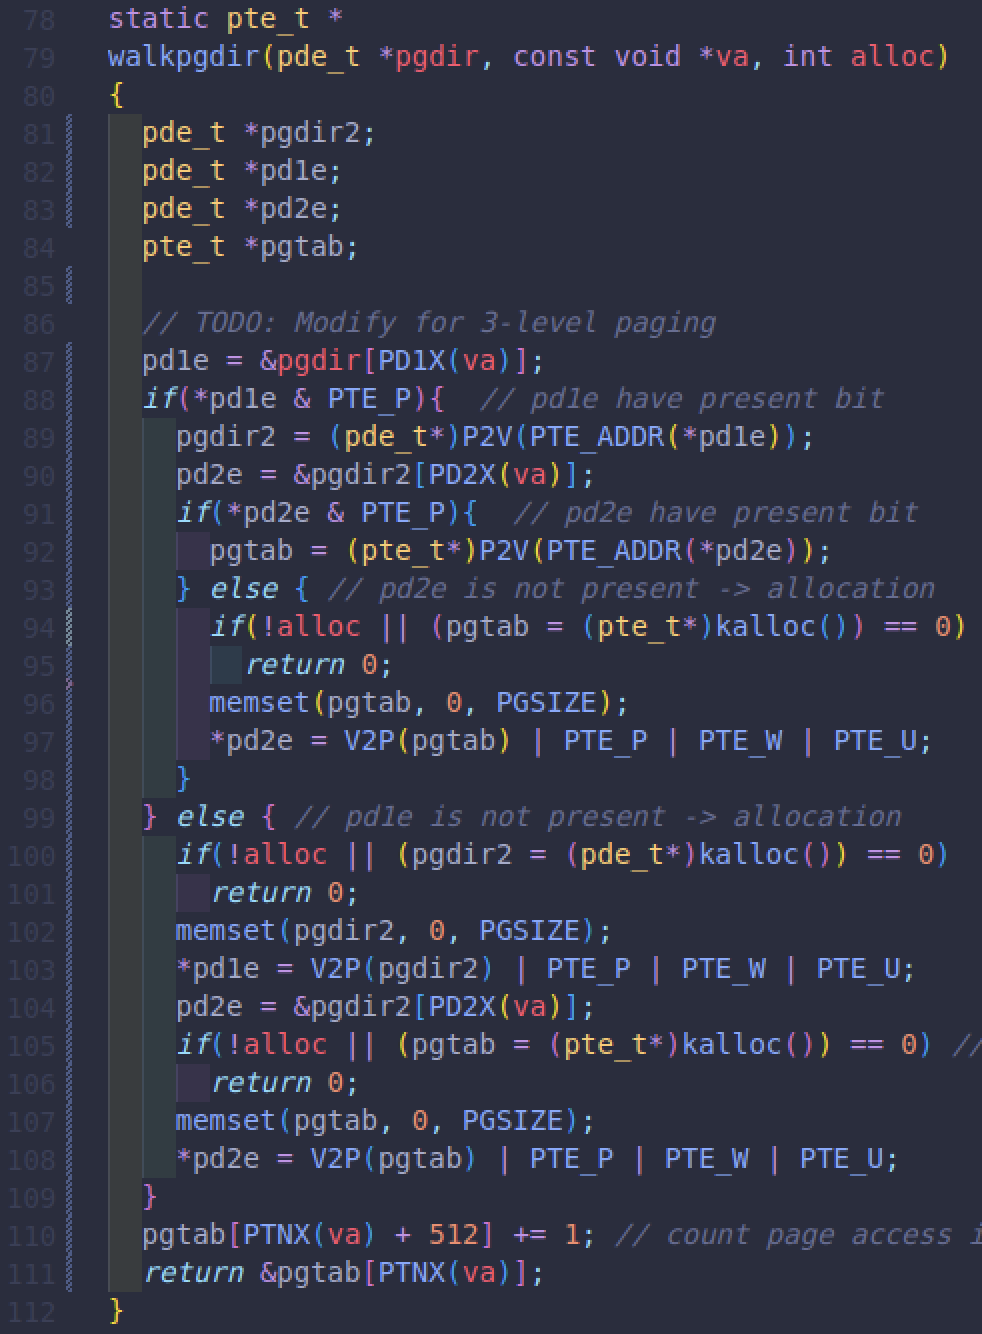 78 static pte_t *
79 walkpgdir(pde_t *pgdir, const void *va, int alloc)
80 {
81 pde_t *pgdir2;
82 pde_t *pd1e;
83 pde_t *pd2e;
84 pte_t *pgtab;
85
86 // TODO: Modify for 3-level paging
87 pd1e = &pgdir[PD1X(va)];
88 if(*pd1e & PTE_P){ // pd1e have present bit
89 pgdir2 = (pde_t*)P2V(PTE_ADDR(*pd1e));
90 pd2e = &pgdir2[PD2X(va)];
91 if(*pd2e & PTE_P){ // pd2e have present bit
92 pgtab = (pte_t*)P2V(PTE_ADDR(*pd2e));
93 } else { // pd2e is not present -> allocation
94 if(!alloc || (pgtab = (pte_t*)kalloc()) == 0)
95 return 0;
96 memset(pgtab, 0, PGSIZE);
97 *pd2e = V2P(pgtab) | PTE_P | PTE_W | PTE_U;
98 }
99 } else { // pd1e is not present -> allocation
100 if(!alloc || (pgdir2 = (pde_t*)kalloc()) == 0)
101 return 0;
102 memset(pgdir2, 0, PGSIZE);
103 *pd1e = V2P(pgdir2) | PTE_P | PTE_W | PTE_U;
104 pd2e = &pgdir2[PD2X(va)];
105 if(!alloc || (pgtab = (pte_t*)kalloc()) == 0) //
106 return 0;
107 memset(pgtab, 0, PGSIZE);
108 *pd2e = V2P(pgtab) | PTE_P | PTE_W | PTE_U;
109 }
110 pgtab[PTNX(va) + 512] += 1; // count page access i
111 return &pgtab[PTNX(va)];
112 }